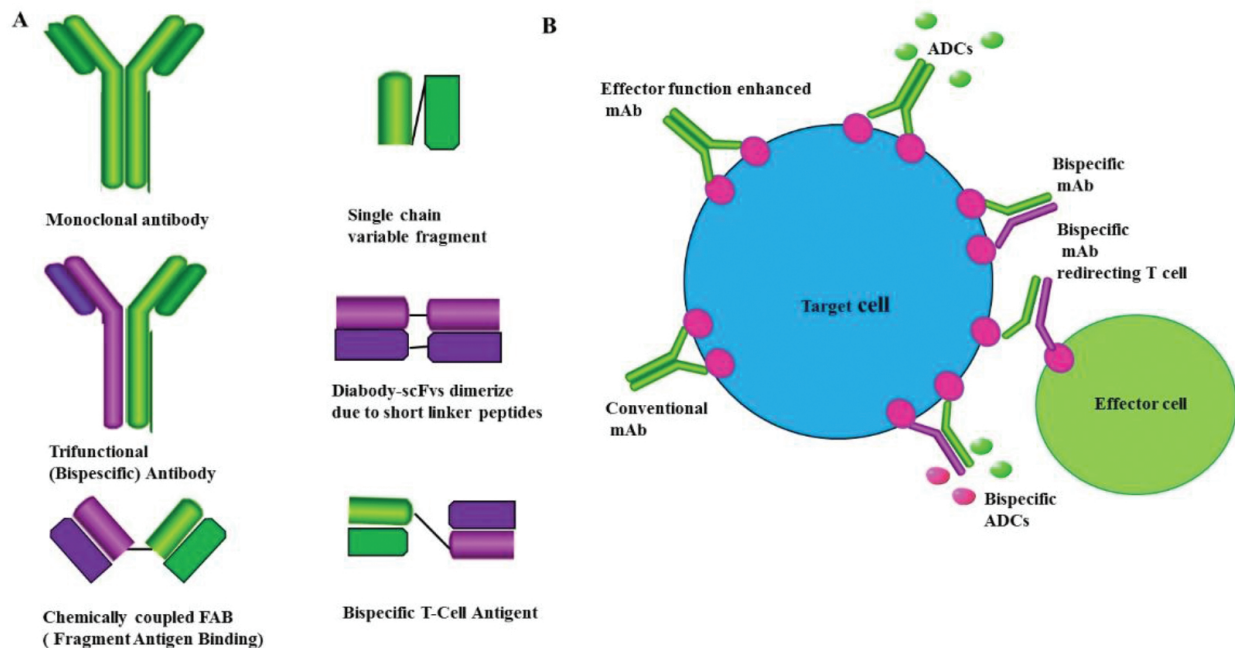 A
Monoclonal antibody
Single chain
variable fragment
Trifunctional
(Bispescific) Antibody
Diabody-scFvs dimerize
due to short linker peptides
Chemically coupled FAB
( Fragment Antigen Binding)
Bispecific T-Cell Antigent
B
ADCs
Effector function enhanced
mAb
Bispecific
mAb
Bispecific
mAb
redirecting T cell
Target cell
Conventional
mAb
Effector cell
Bispecific
ADCs